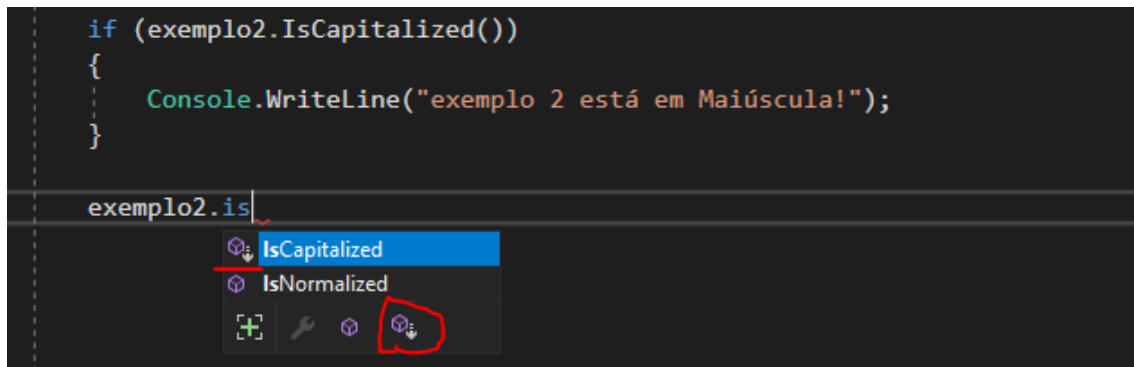 if (exemplo2.IsCapitalized())
{
Console.WriteLine("exemplo 2 está em Maiúscula!");
}
exemplo2.is
IsCapitalized
IsNormalized